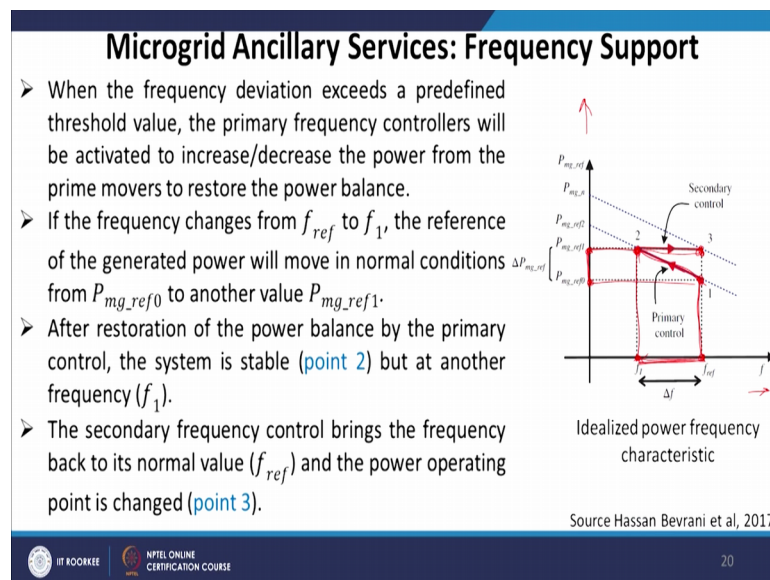 Microgrid Ancillary Services: Frequency Support
➢ When the frequency deviation exceeds a predefined
threshold value, the primary frequency controllers will
be activated to increase/decrease the power from the
prime movers to restore the power balance.
➢ If the frequency changes from f_ref to f_1, the reference
of the generated power will move in normal conditions
from P_mg_ref0 to another value P_mg_ref1.
➢ After restoration of the power balance by the primary
control, the system is stable (point 2) but at another
frequency (f_1).
➢ The secondary frequency control brings the frequency
back to its normal value (f_ref) and the power operating
point is changed (point 3).
P_mg_ref
P_mg_n
P_mg_ref2
P_mg_ref1
ΔP_mg_ref
P_mg_ref0
Secondary
control
2
3
1
Primary
control
f_1
f_ref
f
Δf
Idealized power frequency
characteristic
Source Hassan Bevrani et al, 2017
IIT ROORKEE
NPTEL
NPTEL ONLINE
CERTIFICATION COURSE
20